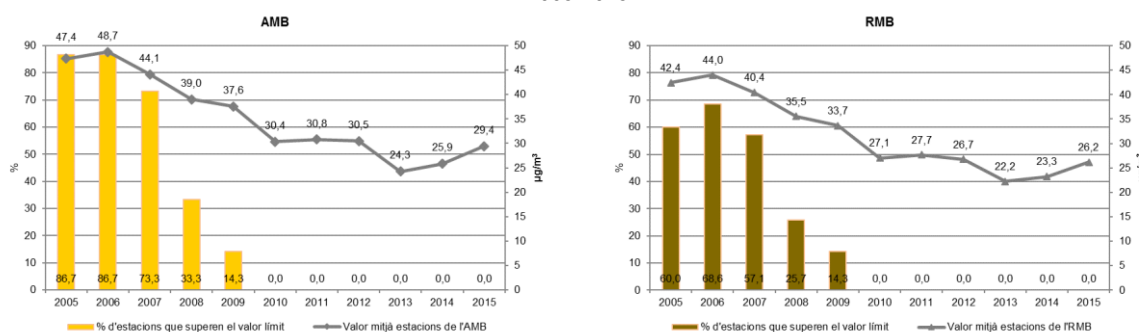 AMB
47,4 48,7 44,1 39,0 37,6 30,4 30,8 30,5 24,3 25,9 29,4
90 80 70 60 50 40 30 20 10 0
%
50 45 40 35 30 25 20 15 10 5 0
µg/m³
86,7 86,7 73,3 33,3 14,3 0,0 0,0 0,0 0,0 0,0 0,0
2005 2006 2007 2008 2009 2010 2011 2012 2013 2014 2015
% d'estacions que superen el valor límit Valor mitjà estacions de l'AMB
RMB
42,4 44,0 40,4 35,5 33,7 27,1 27,7 26,7 22,2 23,3 26,2
90 80 70 60 50 40 30 20 10 0
%
50 45 40 35 30 25 20 15 10 5 0
60,0 68,6 57,1 25,7 14,3 0,0 0,0 0,0 0,0 0,0 0,0
2005 2006 2007 2008 2009 2010 2011 2012 2013 2014 2015
% d'estacions que superen el valor límit Valor mitjà estacions de l'RMB